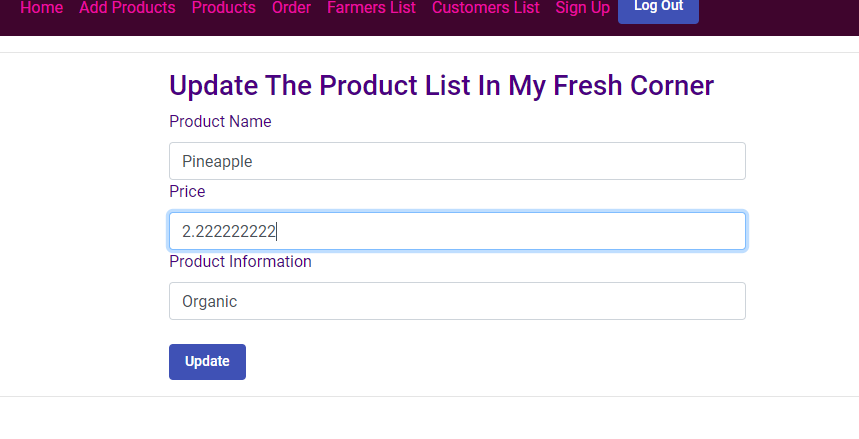 Home Add Products Products Order Farmers List Customers List Sign Up Log Out
Update The Product List In My Fresh Corner
Product Name
Pineapple
Price
2.222222222
Product Information
Organic
Update